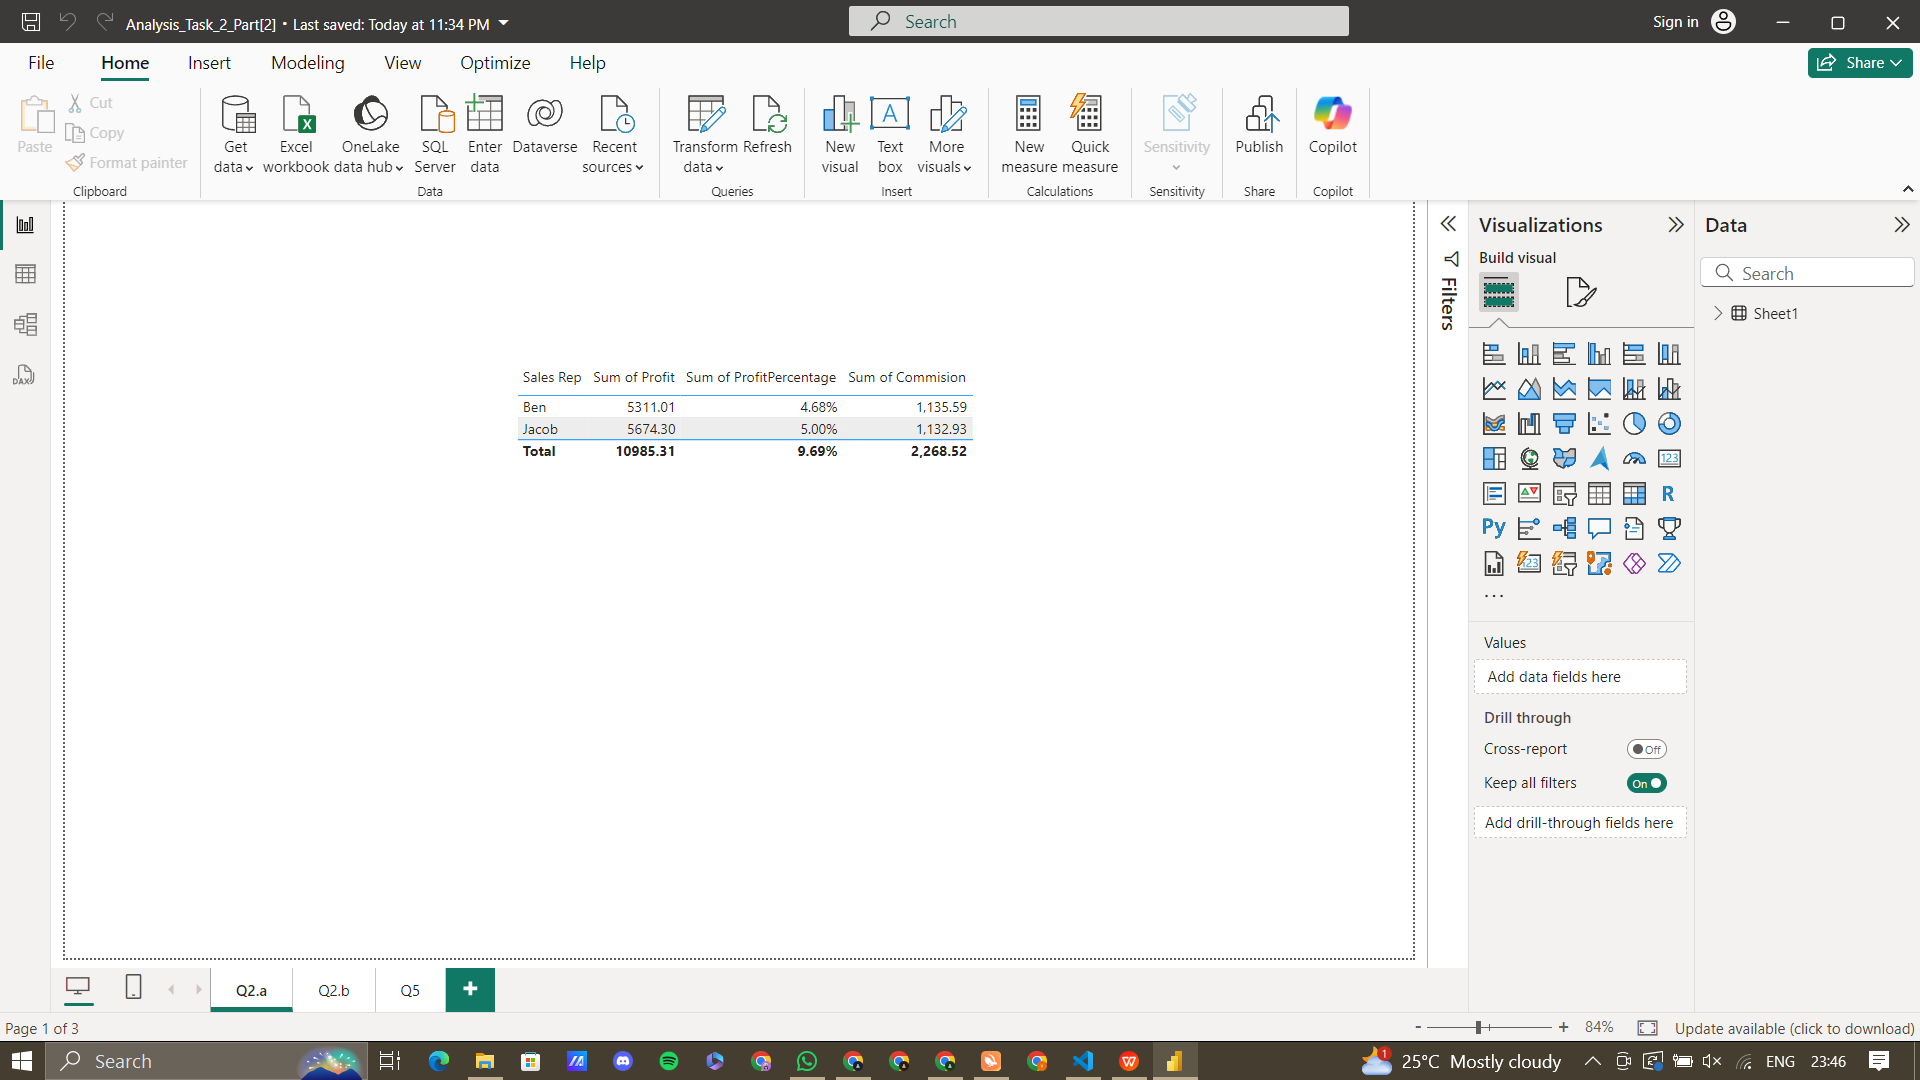 Analysis_Task_2_Part[2] • Last saved: Today at 11:34 PM
Search
Sign in
File Home Insert Modeling View Optimize Help
Share
Paste
Cut
Copy
Format painter
Clipboard
Get data
Excel workbook
OneLake data hub
SQL Server
Enter data
Dataverse
Recent sources
Data
Transform data
Refresh
Queries
New visual
Text box
More visuals
Insert
New measure
Quick measure
Calculations
Sensitivity
Sensitivity
Publish
Share
Copilot
Copilot
Sales Rep Sum of Profit Sum of ProfitPercentage Sum of Commision
Ben 5311.01 4.68% 1,135.59
Jacob 5674.30 5.00% 1,132.93
Total 10985.31 9.69% 2,268.52
Filters
Visualizations
Build visual
123
R
Py
123
...
Values
Add data fields here
Drill through
Cross-report Off
Keep all filters On
Add drill-through fields here
Data
Search
Sheet1
DAX
Q2.a Q2.b Q5 +
Page 1 of 3
- + 84%
Update available (click to download)
Search
1
25°C Mostly cloudy
ENG 23:46